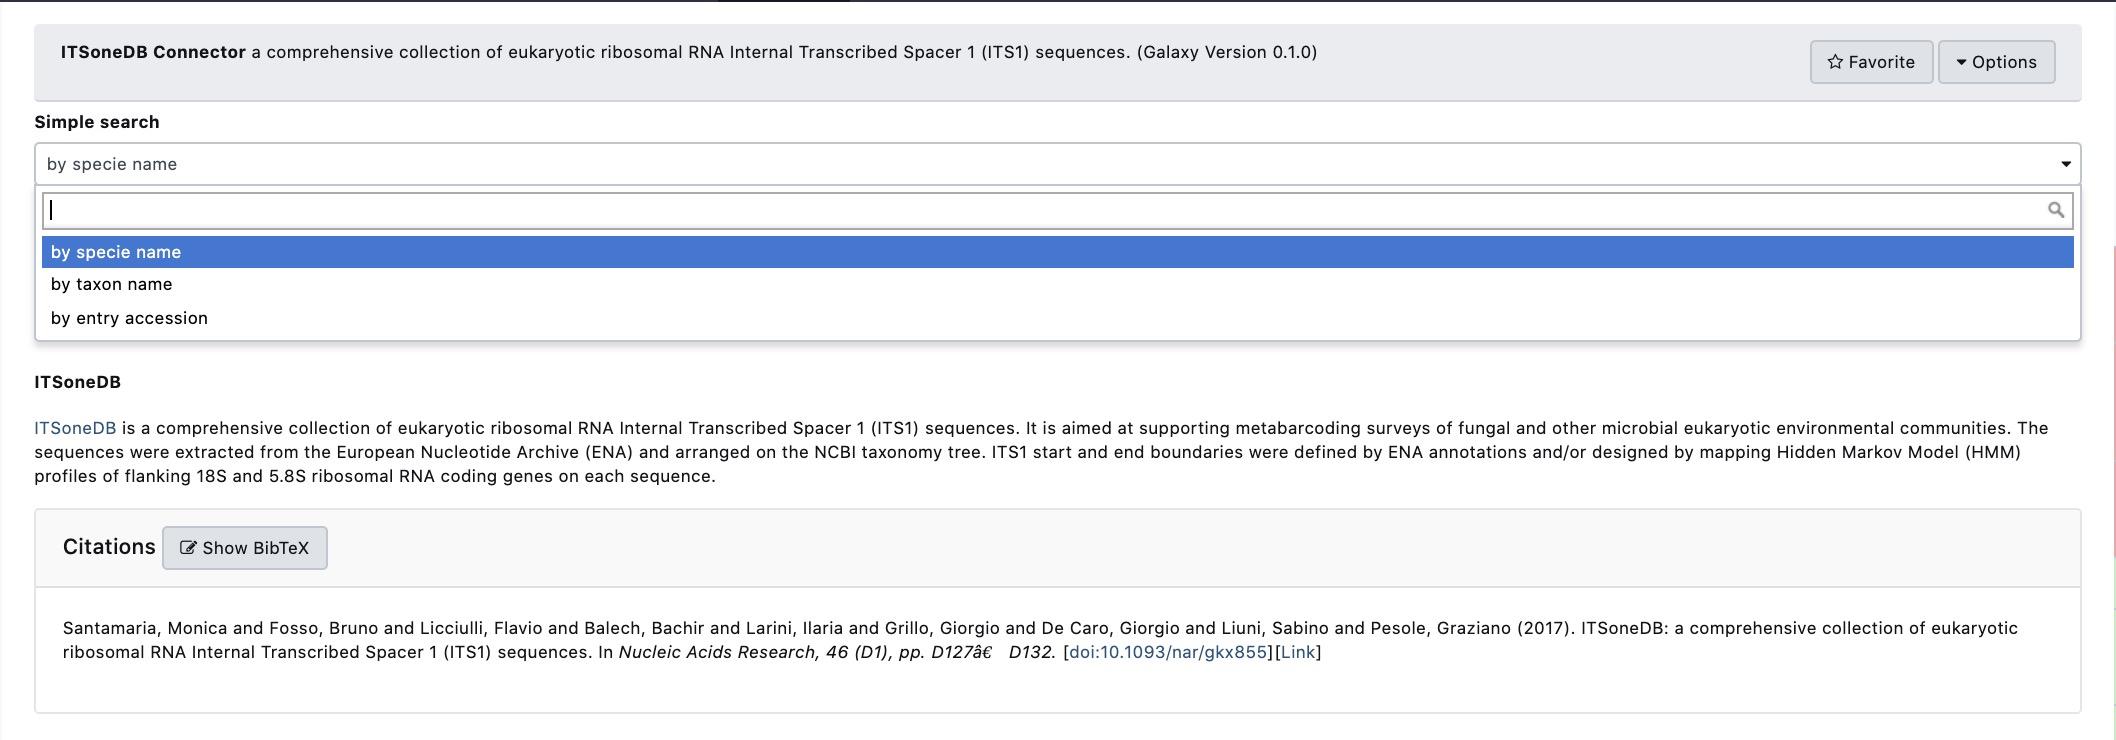 ITSoneDB Connector a comprehensive collection of eukaryotic ribosomal RNA Internal Transcribed Spacer 1 (ITS1) sequences. (Galaxy Version 0.1.0)
Favorite
Options
Simple search
by specie name
by specie name
by taxon name
by entry accession
ITSoneDB
ITSoneDB is a comprehensive collection of eukaryotic ribosomal RNA Internal Transcribed Spacer 1 (ITS1) sequences. It is aimed at supporting metabarcoding surveys of fungal and other microbial eukaryotic environmental communities. The
sequences were extracted from the European Nucleotide Archive (ENA) and arranged on the NCBI taxonomy tree. ITS1 start and end boundaries were defined by ENA annotations and/or designed by mapping Hidden Markov Model (HMM)
profiles of flanking 18S and 5.8S ribosomal RNA coding genes on each sequence.
Citations
Show BibTeX
Santamaria, Monica and Fosso, Bruno and Licciulli, Flavio and Balech, Bachir and Larini, Ilaria and Grillo, Giorgio and De Caro, Giorgio and Liuni, Sabino and Pesole, Graziano (2017). ITSoneDB: a comprehensive collection of eukaryotic
ribosomal RNA Internal Transcribed Spacer 1 (ITS1) sequences. In Nucleic Acids Research, 46 (D1), pp. D127â€ D132. [doi:10.1093/nar/gkx855][Link]